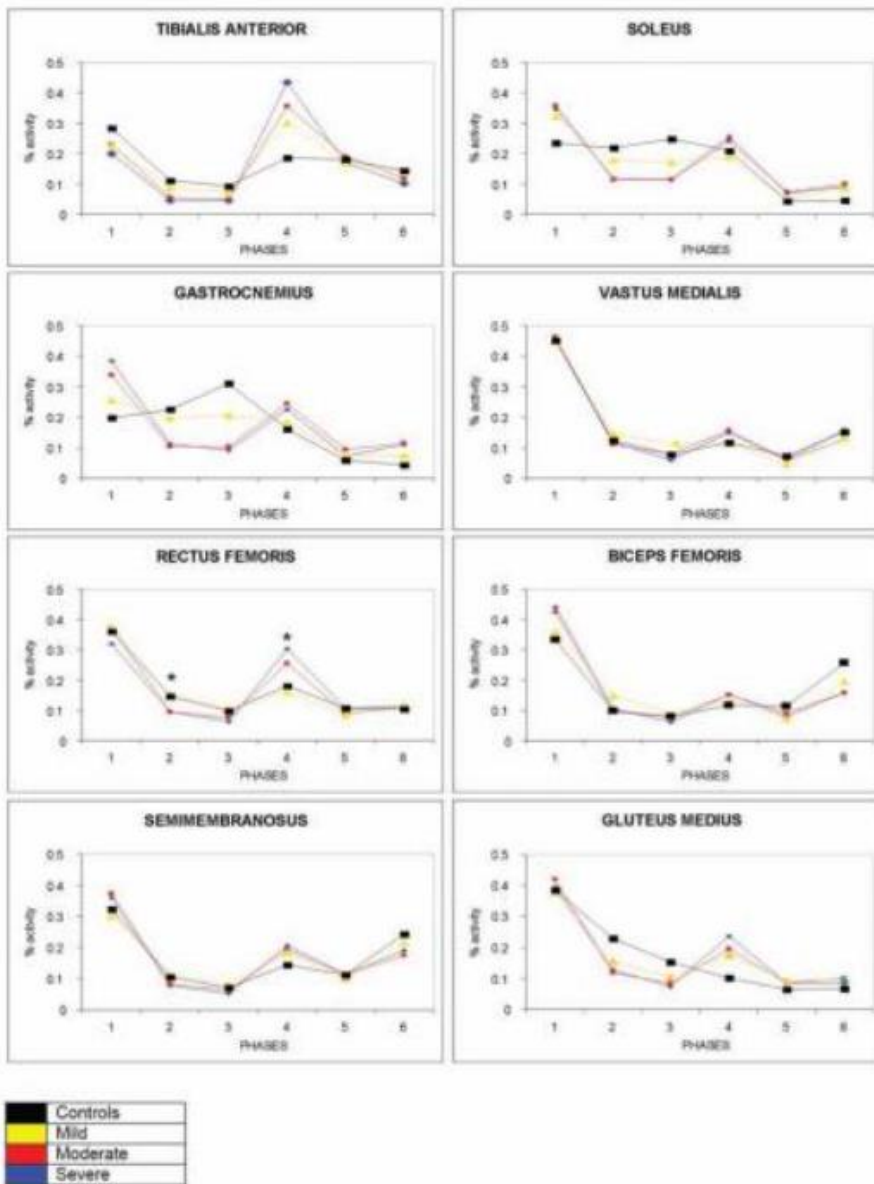 TIBIALIS ANTERIOR
0.5
0.4
0.3
0.2
0.1
0
% activity
1 2 3 4 5 6
PHASES
SOLEUS
0.5
0.4
0.3
0.2
0.1
0
% activity
1 2 3 4 5 6
PHASES
GASTROCNEMIUS
0.5
0.4
0.3
0.2
0.1
0
% activity
1 2 3 4 5 6
PHASES
VASTUS MEDIALIS
0.5
0.4
0.3
0.2
0.1
0
% activity
1 2 3 4 5 6
PHASES
RECTUS FEMORIS
0.5
0.4
0.3
0.2
0.1
0
% activity
* *
1 2 3 4 5 6
PHASES
BICEPS FEMORIS
0.5
0.4
0.3
0.2
0.1
0
% activity
1 2 3 4 5 6
PHASES
SEMIMEMBRANOSUS
0.5
0.4
0.3
0.2
0.1
0
% activity
1 2 3 4 5 6
PHASES
GLUTEUS MEDIUS
0.5
0.4
0.3
0.2
0.1
0
% activity
1 2 3 4 5 6
PHASES
Controls
Mild
Moderate
Severe